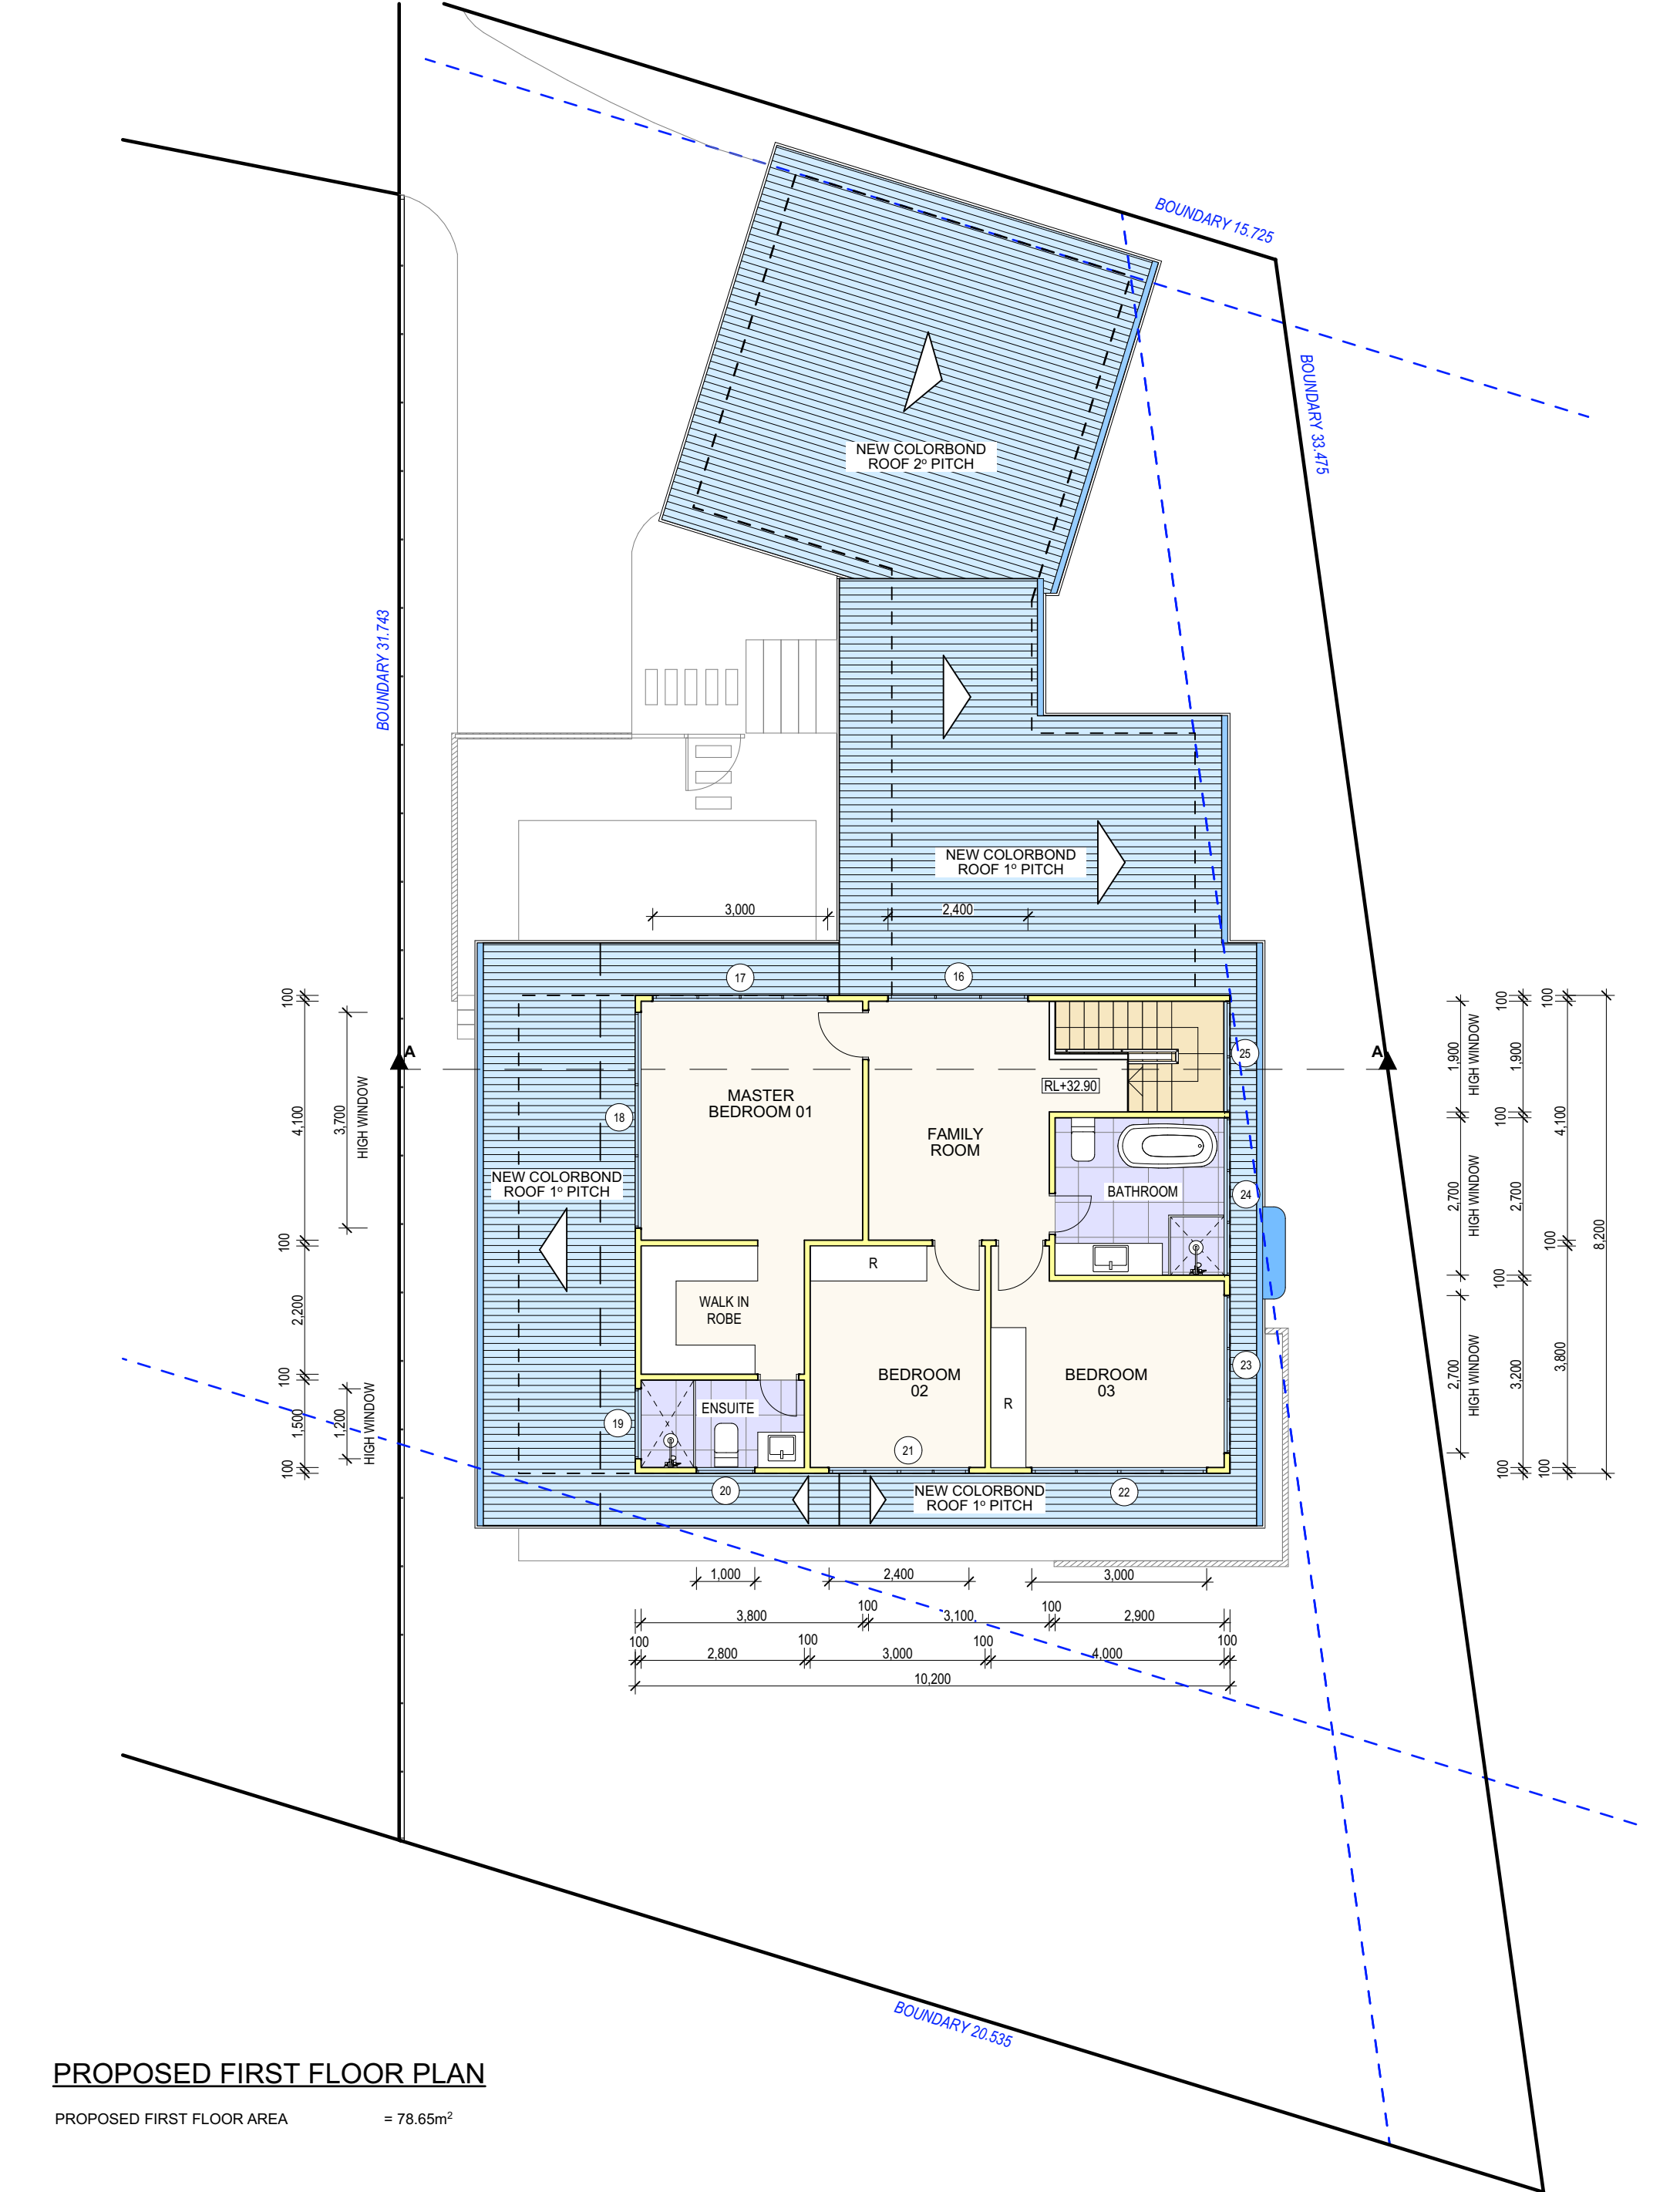 BOUNDARY 15.725
BOUNDARY 33.475
NEW COLORBOND
ROOF 2º PITCH
BOUNDARY 31.743
NEW COLORBOND
ROOF 1º PITCH
3,000
2,400
17
16
100
4,100
100
2,200
100
1,500
100
3,700
HIGH WINDOW
1,200
HIGH WINDOW
A
A
18
19
25
24
23
MASTER
BEDROOM 01
RL+32.90
FAMILY
ROOM
BATHROOM
NEW COLORBOND
ROOF 1º PITCH
R
WALK IN
ROBE
BEDROOM
02
BEDROOM
03
R
ENSUITE
21
20
22
NEW COLORBOND
ROOF 1º PITCH
1,900
HIGH WINDOW
2,700
HIGH WINDOW
2,700
HIGH WINDOW
100
1,900
100
2,700
100
3,200
100
100
4,100
100
3,800
100
8,200
1,000
2,400
3,000
3,800
100
3,100
100
2,900
100
2,800
100
3,000
100
4,000
100
10,200
BOUNDARY 20.535
PROPOSED FIRST FLOOR PLAN
PROPOSED FIRST FLOOR AREA = 78.65m²